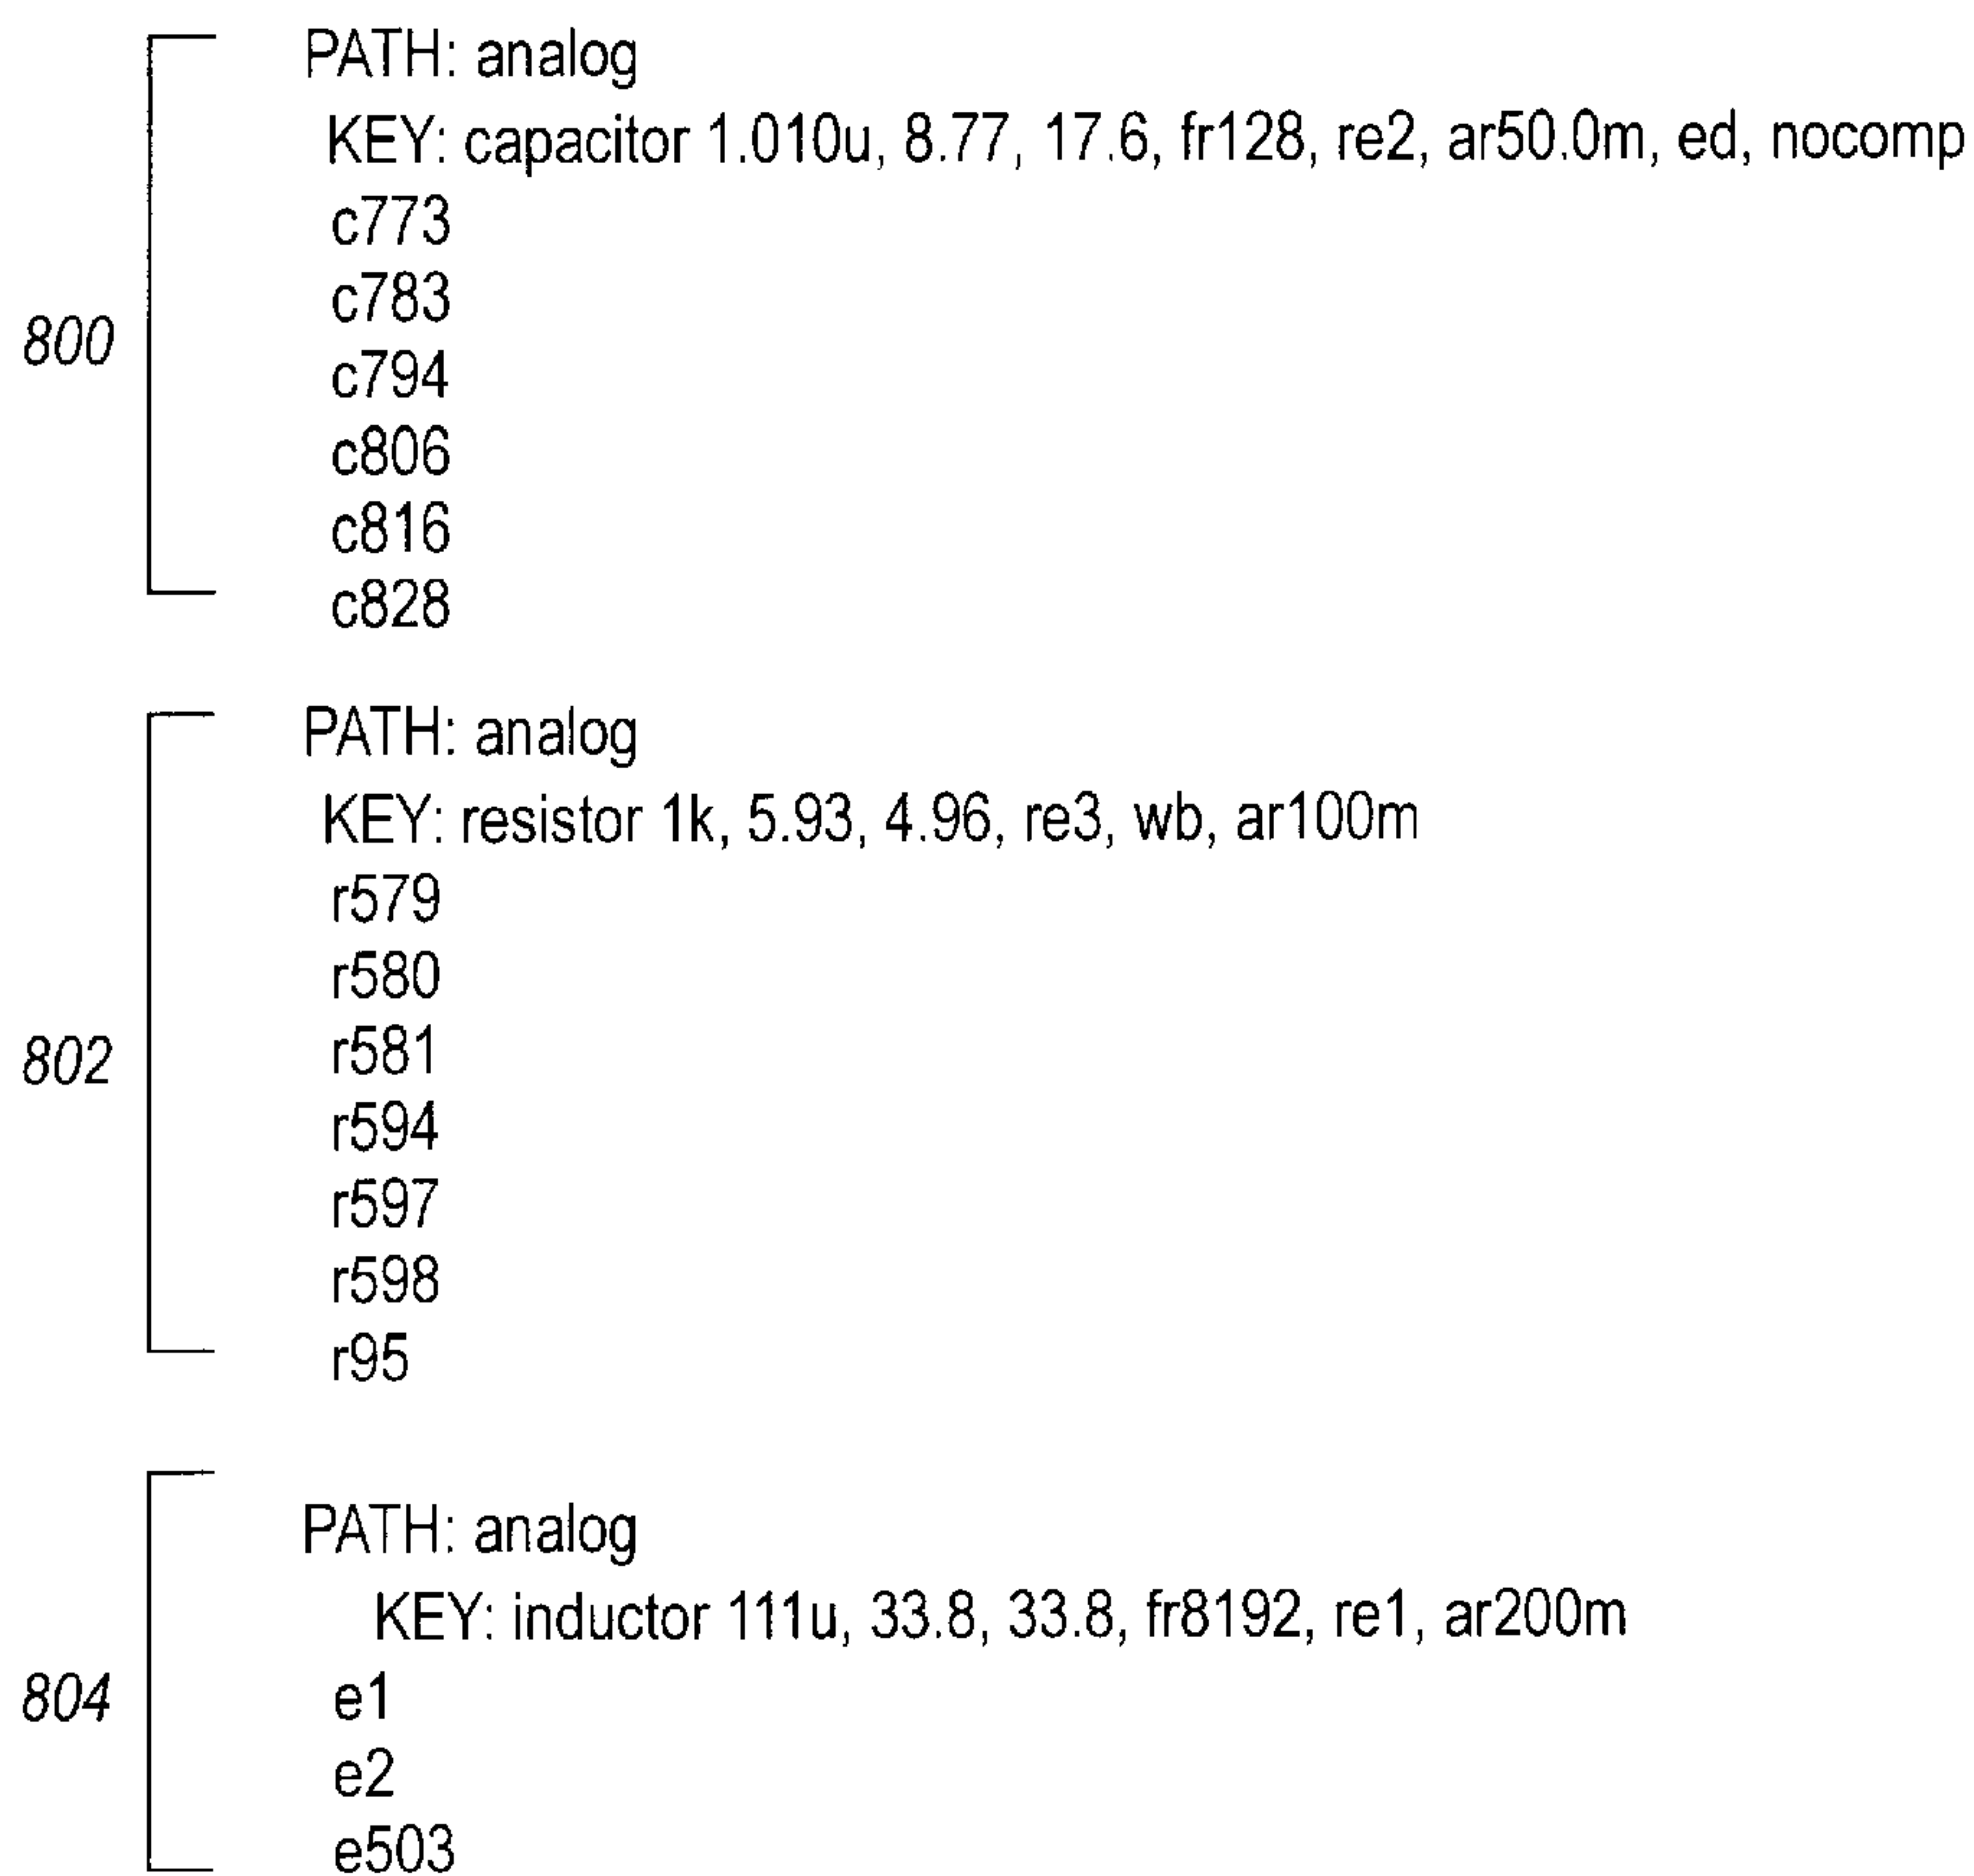 PATH: analog
KEY: capacitor 1.010u, 8.77, 17.6, fr128, re2, ar50.0m, ed, nocomp
c773
c783
800
c794
c806
c816
c828
PATH: analog
KEY: resistor 1k, 5.93, 4.96, re3, wb, ar100m
r579
r580
802
r581
r594
r597
r598
r95
PATH: analog
KEY: inductor 111u, 33.8, 33.8, fr8192, re1, ar200m
804
e1
e2
e503